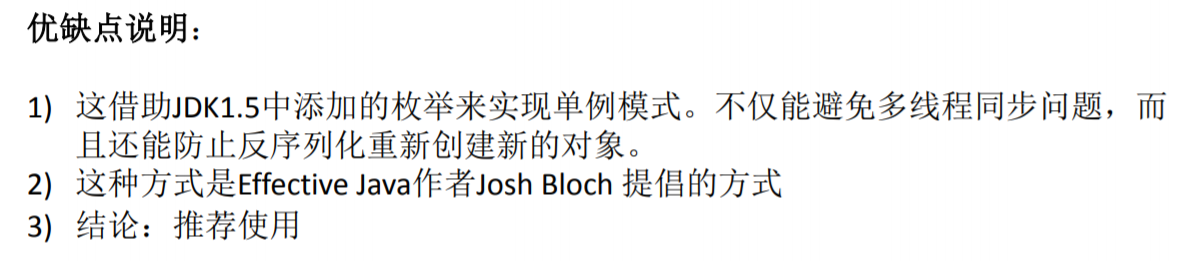 优缺点说明：
1) 这借助JDK1.5中添加的枚举来实现单例模式。不仅能避免多线程同步问题，而
且还能防止反序列化重新创建新的对象。
2) 这种方式是Effective Java作者Josh Bloch 提倡的方式
3) 结论：推荐使用